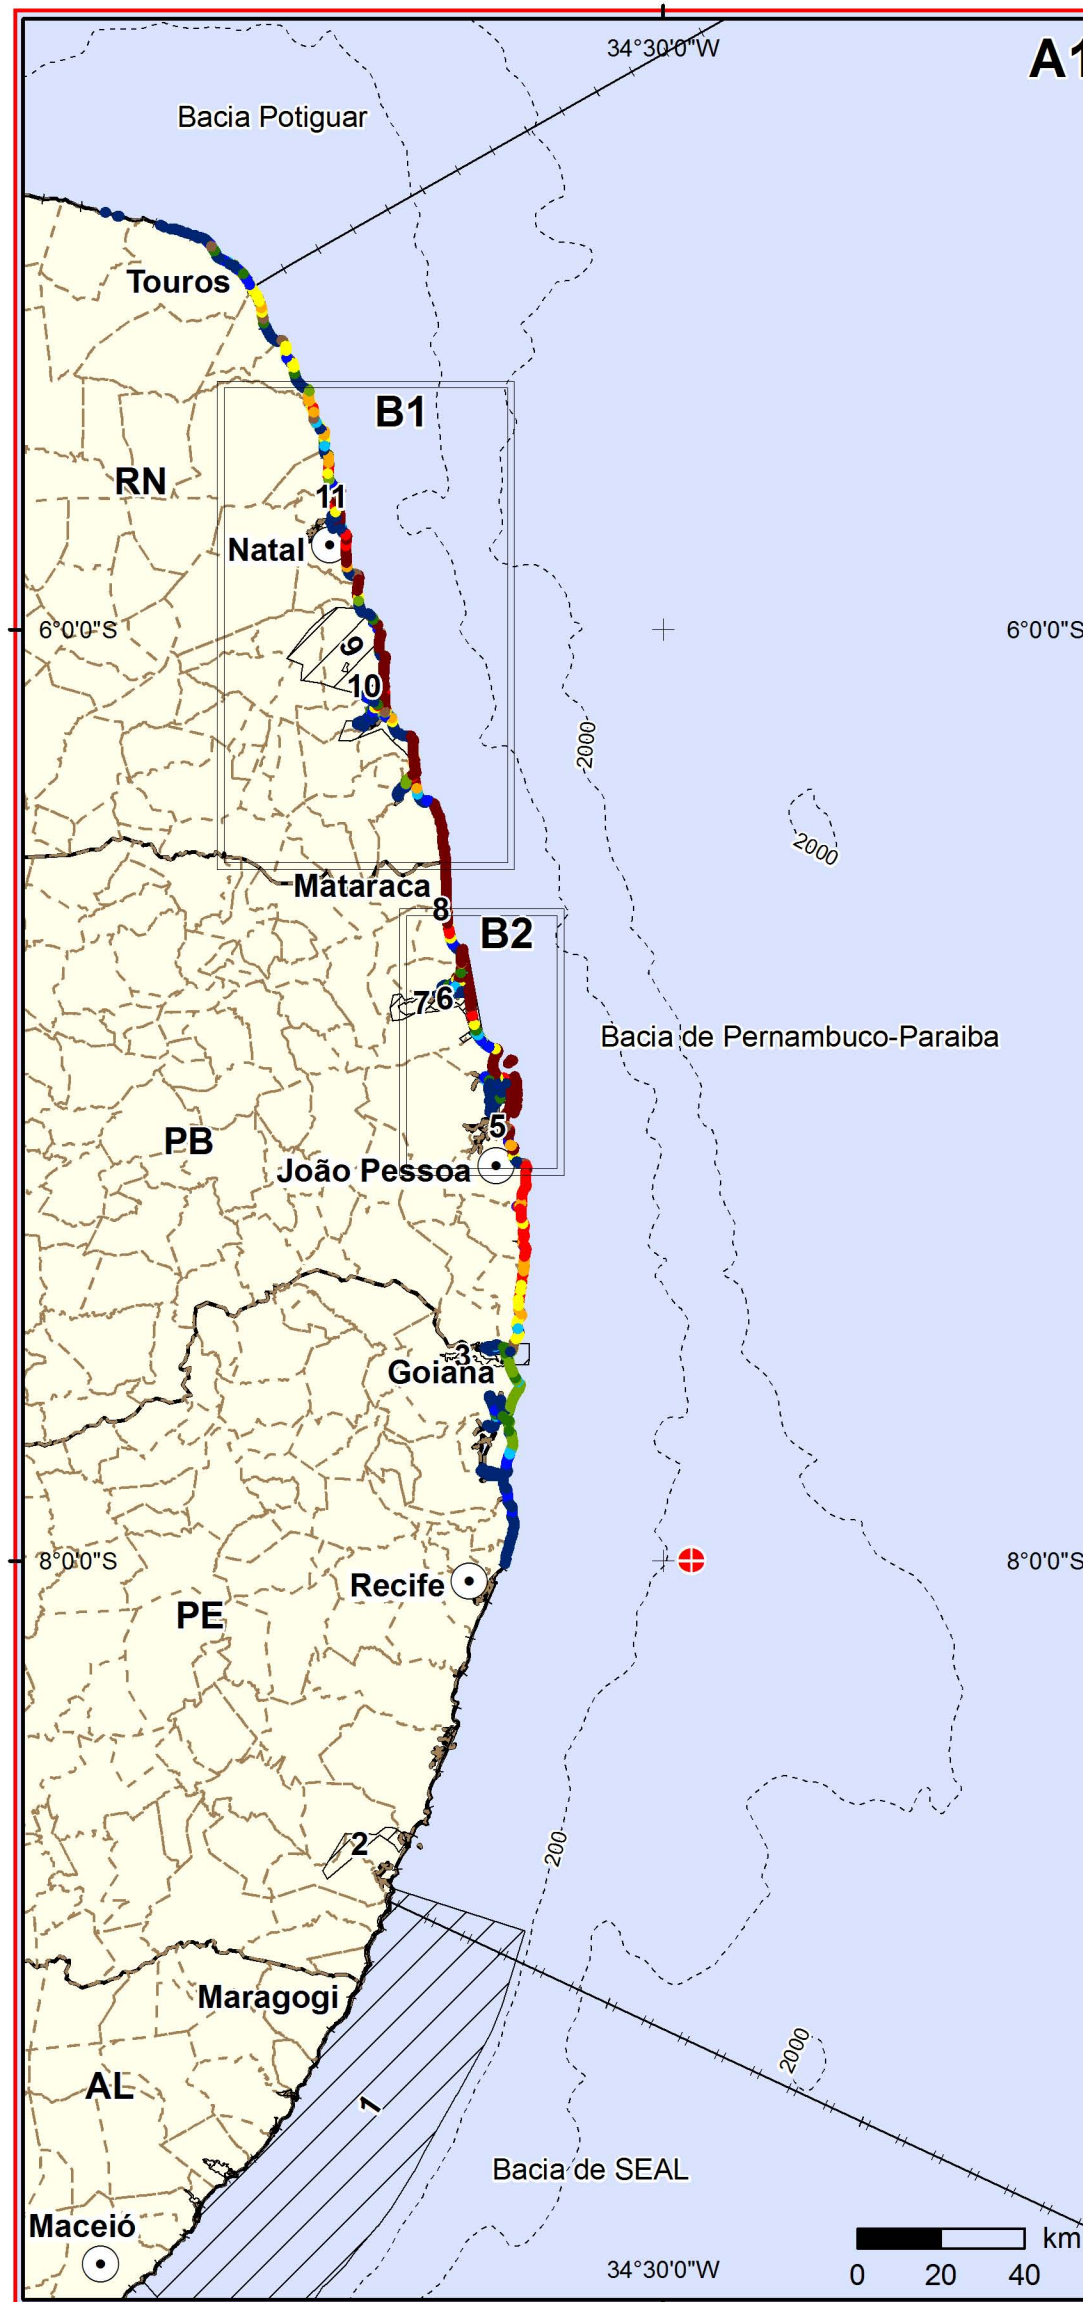 34°30'0"W
A1
Bacia Potiguar
Touros
B1
RN
11
Natal
6°0'0"S
6°0'0"S
9
10
2000
2000
Mataraca
8
B2
7
6
Bacia de Pernambuco-Paraiba
5
PB
João Pessoa
3
Goiana
8°0'0"S
8°0'0"S
Recife
PE
2
200
Maragogi
2000
AL
1
Bacia de SEAL
Maceió
34°30'0"W
km
0 20 40